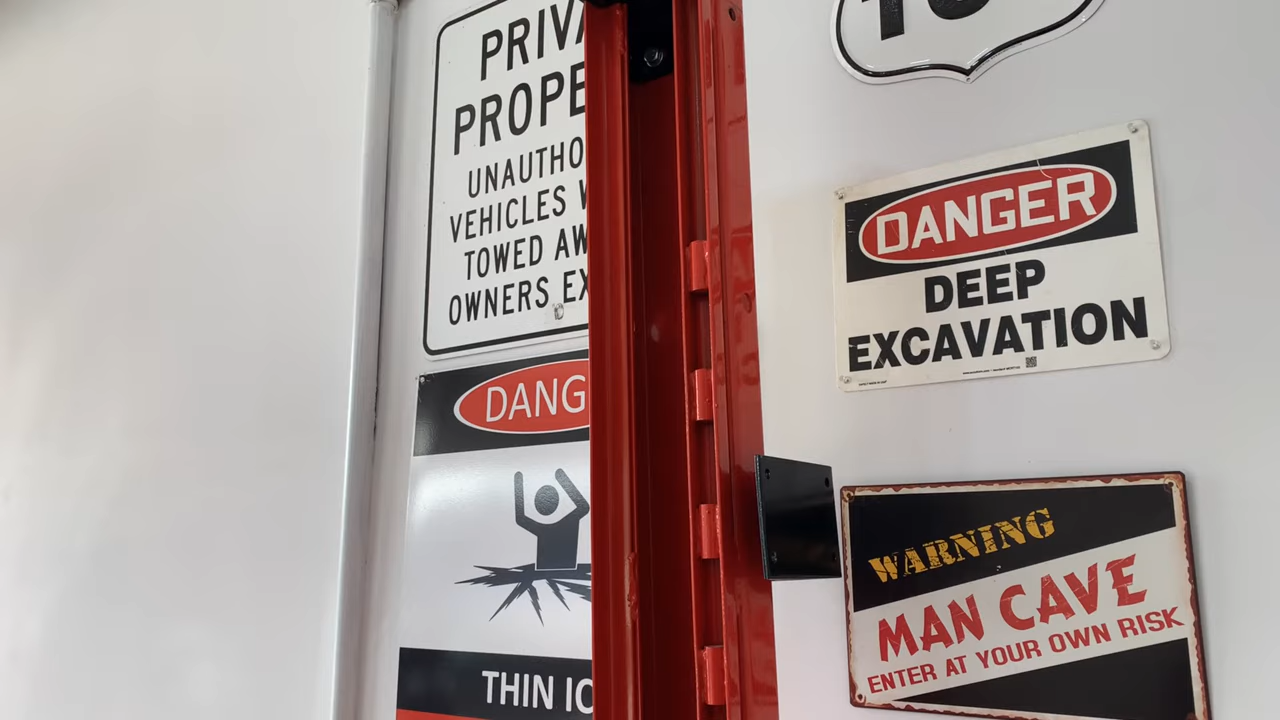 PRIVA
PROPE
UNAUTHO
VEHICLES W
TOWED AW
OWNERS EX
DANG
THIN IC
DANGER
DEEP
EXCAVATION
WARNING
MAN CAVE
ENTER AT YOUR OWN RISK